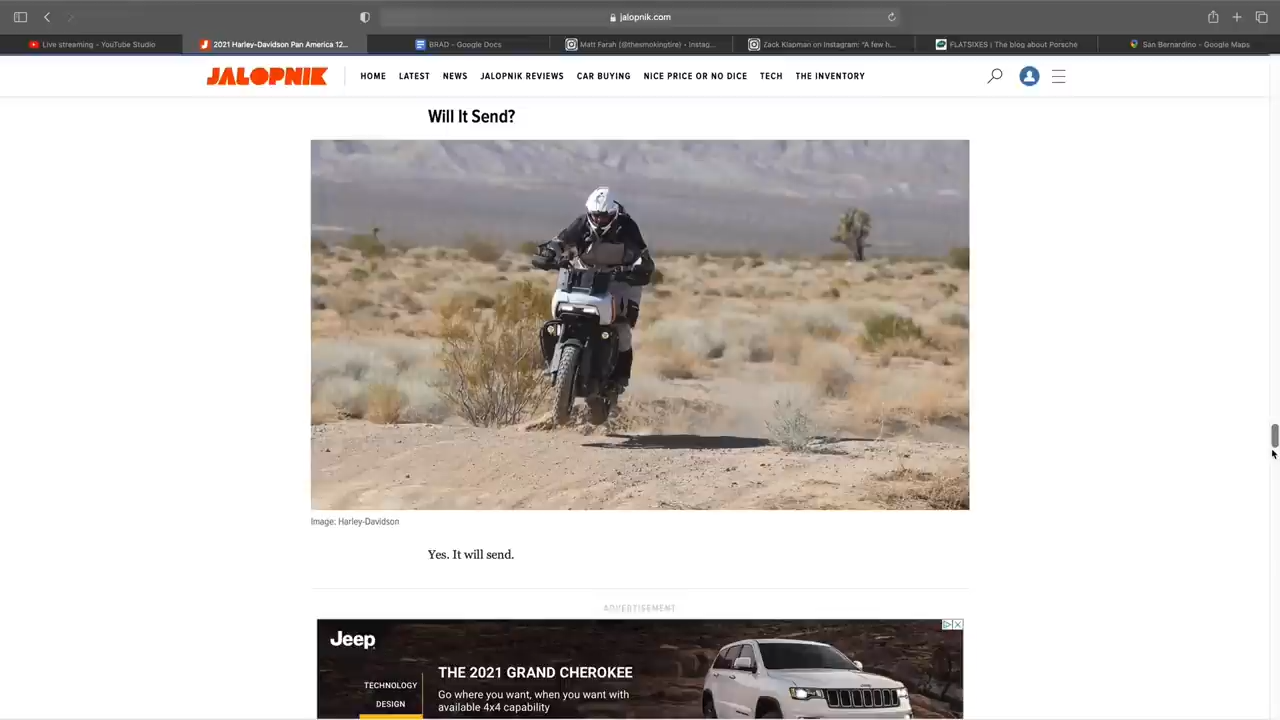 jalopnik.com
Live streaming - YouTube Studio
2021 Harley-Davidson Pan America 12...
BRAD - Google Docs
Matt Farah (@thesmokingtire) - Instag...
Zack Klapman on Instagram: "A few h...
FLATSIXES | The blog about Porsche
San Bernardino - Google Maps
JALOPNIK
HOME
LATEST
NEWS
JALOPNIK REVIEWS
CAR BUYING
NICE PRICE OR NO DICE
TECH
THE INVENTORY
Will It Send?
Image: Harley-Davidson
Yes. It will send.
ADVERTISEMENT
Jeep
THE 2021 GRAND CHEROKEE
TECHNOLOGY
Go where you want, when you want with
DESIGN
available 4x4 capability